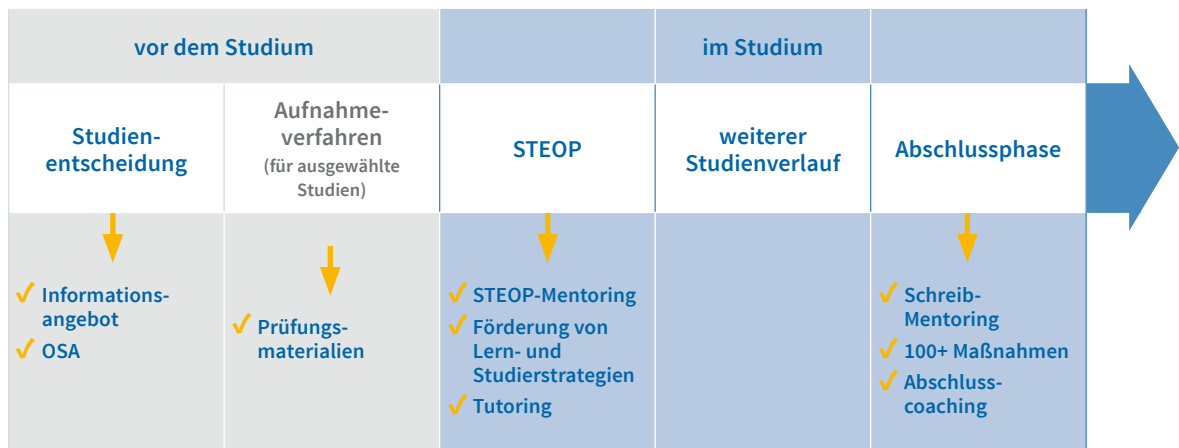 vor dem Studium
im Studium
Studien-
entscheidung
Aufnahme-
verfahren
(für ausgewählte
Studien)
STEOP
weiterer
Studienverlauf
Abschlussphase
Informations-
angebot
OSA
Prüfungs-
materialien
STEOP-Mentoring
Förderung von
Lern- und
Studierstrategien
Tutoring
Schreib-
Mentoring
100+ Maßnahmen
Abschluss-
coaching